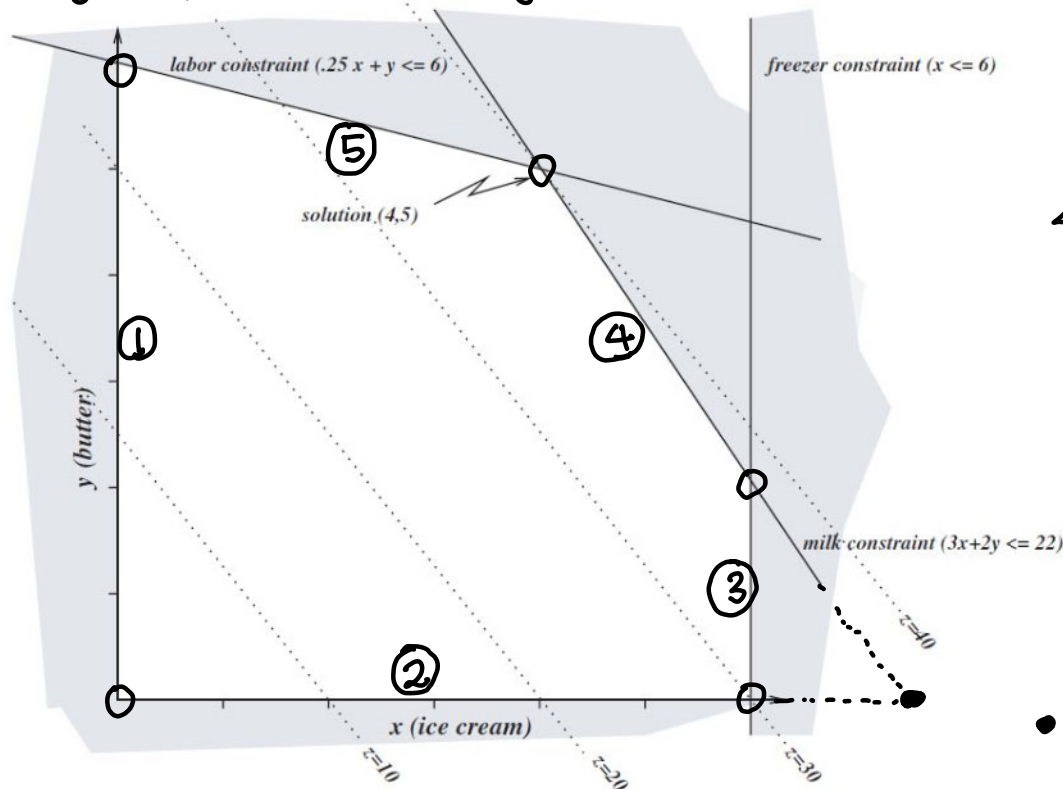 labor constraint (.25 x + y <= 6)
freezer constraint (x <= 6)
5
solution (4,5)
1
4
y (butter)
milk constraint (3x+2y <= 22)
3
z=40
2
x (ice cream)
z=10
z=20
z=30